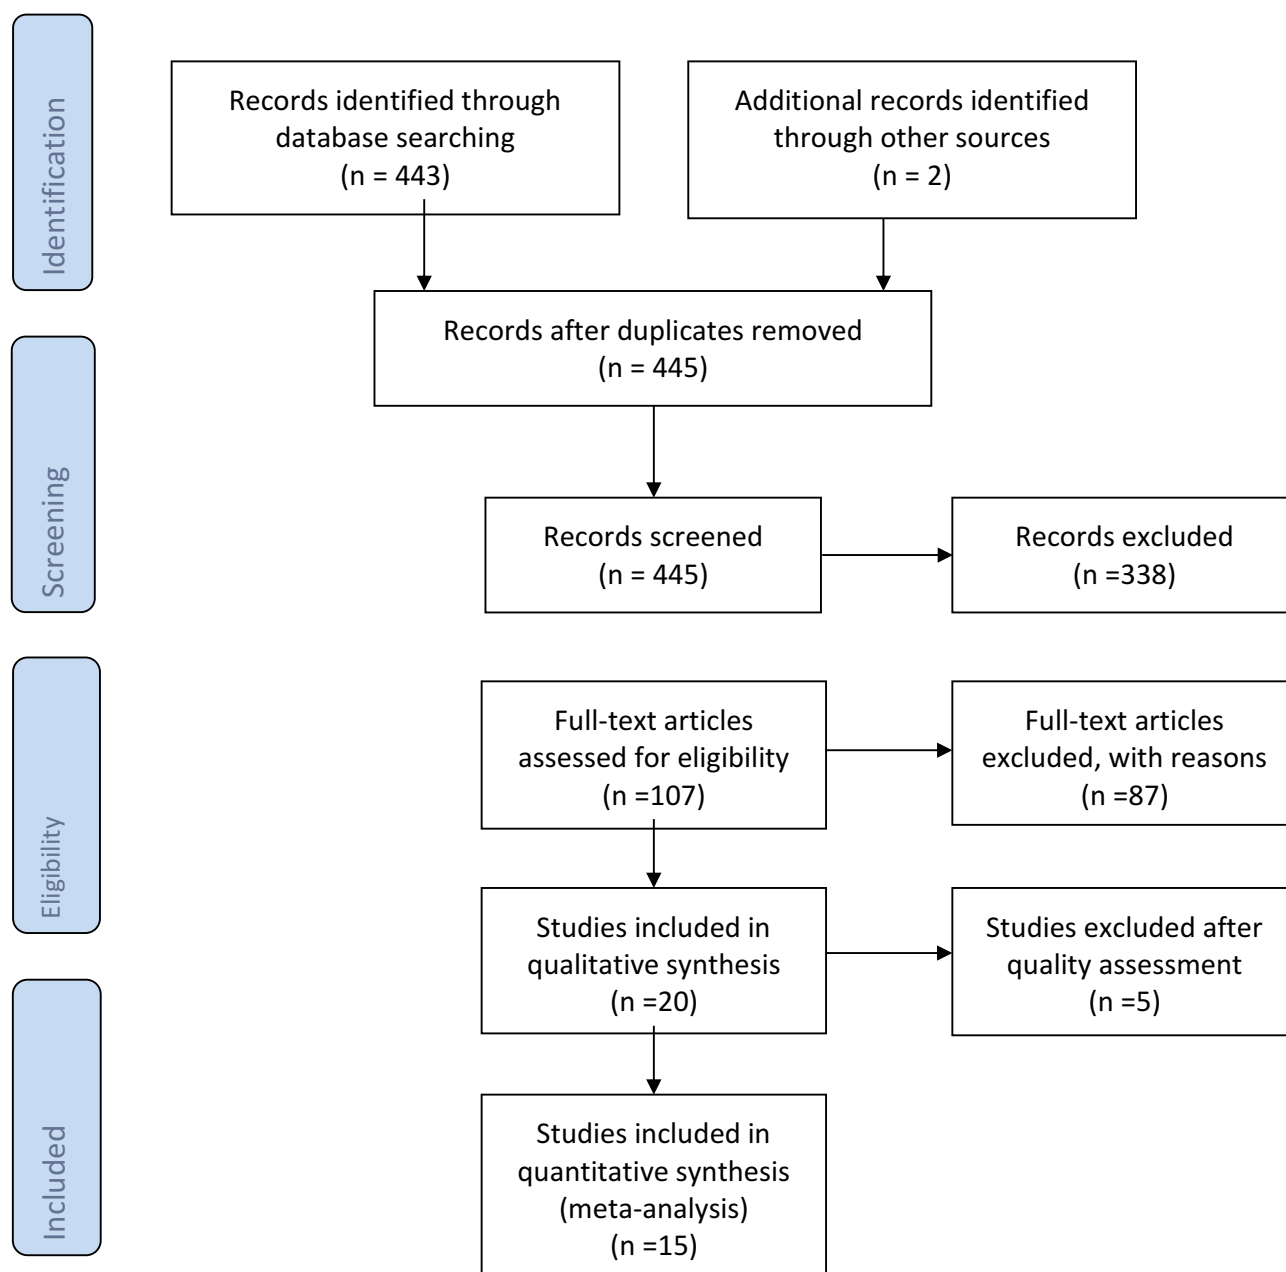 Identification
Records identified through
database searching
(n = 443)
Additional records identified
through other sources
(n = 2)
Records after duplicates removed
(n = 445)
Screening
Records screened
(n = 445)
Records excluded
(n =338)
Eligibility
Full-text articles
assessed for eligibility
(n =107)
Full-text articles
excluded, with reasons
(n =87)
Studies included in
qualitative synthesis
(n =20)
Studies excluded after
quality assessment
(n =5)
Included
Studies included in
quantitative synthesis
(meta-analysis)
(n =15)